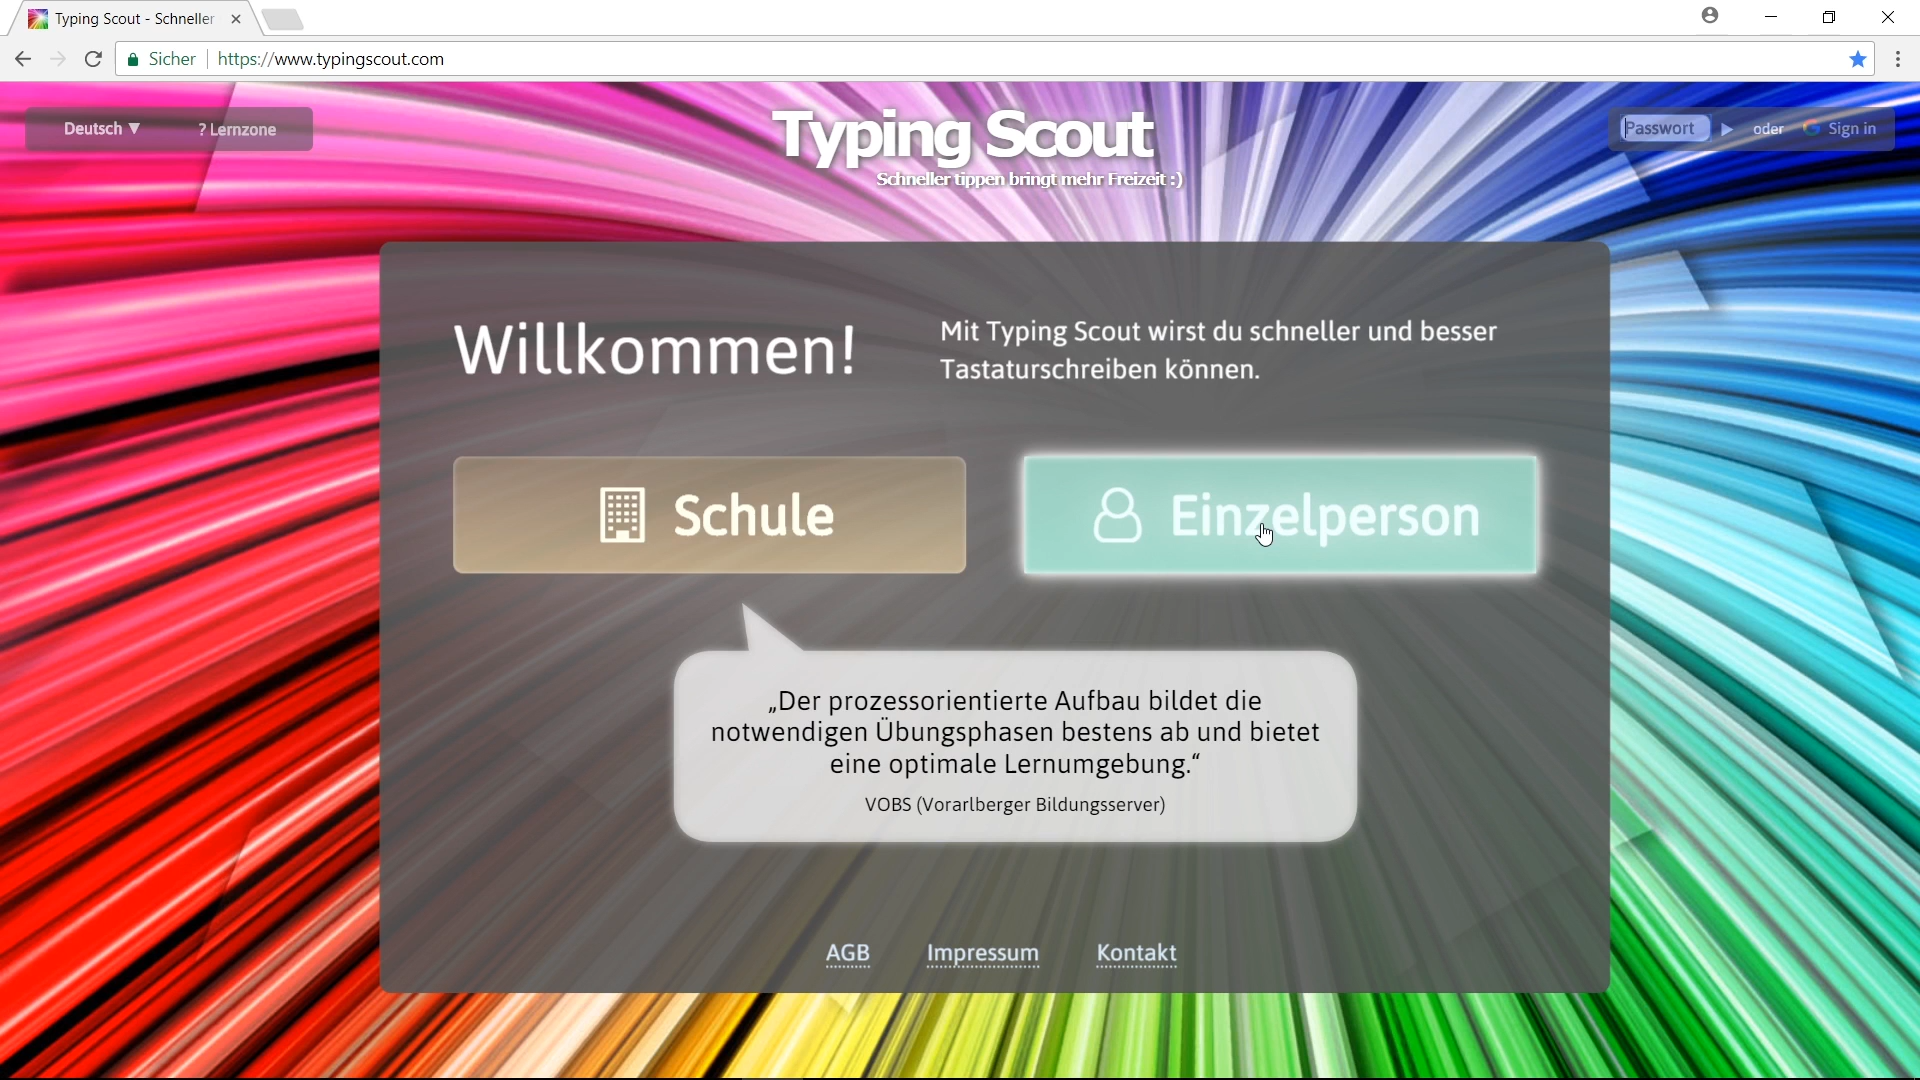 Typing Scout - Schneller
Sicher
https://www.typingscout.com
Deutsch ▼
? Lernzone
Typing Scout
Schneller tippen bringt mehr Freizeit :)
Passwort
oder
Sign in
Willkommen!
Mit Typing Scout wirst du schneller und besser
Tastaturschreiben können.
Schule
Einzelperson
„Der prozessorientierte Aufbau bildet die
notwendigen Übungsphasen bestens ab und bietet
eine optimale Lernumgebung.“
VOBS (Vorarlberger Bildungsserver)
AGB
Impressum
Kontakt